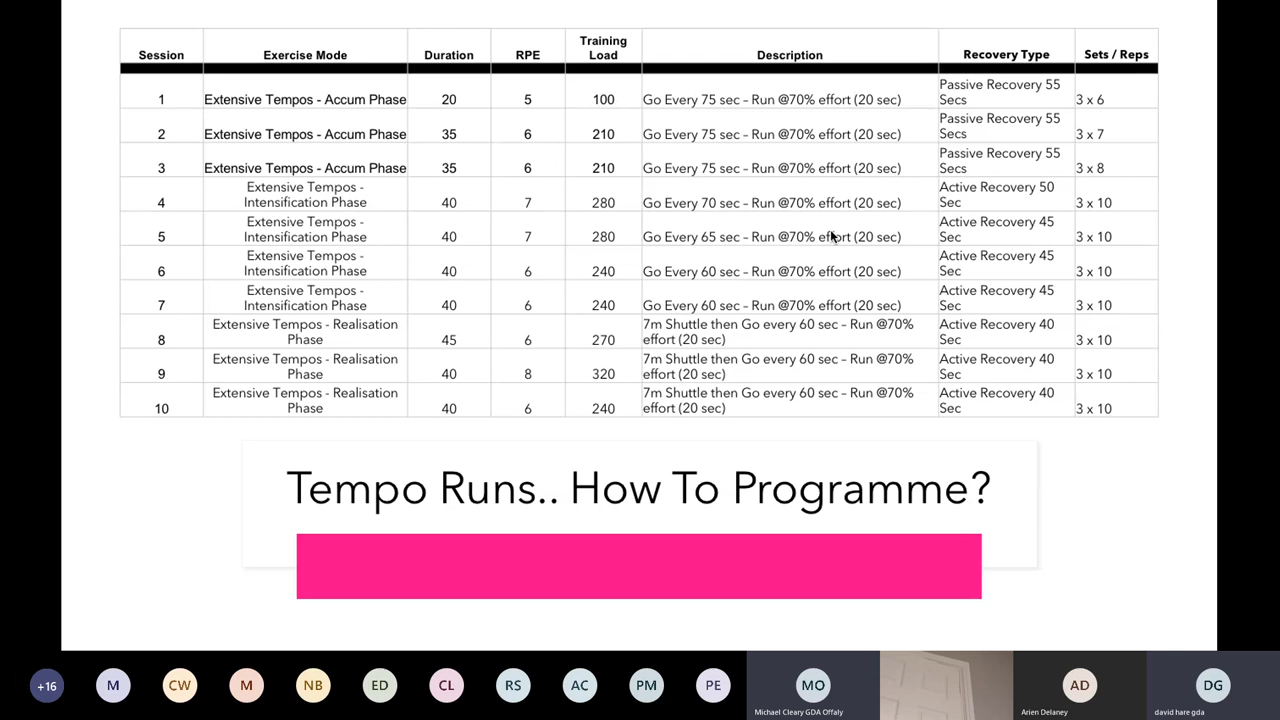 Session Exercise Mode Duration RPE Training Load Description Recovery Type Sets / Reps
1 Extensive Tempos - Accum Phase 20 5 100 Go Every 75 sec – Run @70% effort (20 sec) Passive Recovery 55 Secs 3 x 6
2 Extensive Tempos - Accum Phase 35 6 210 Go Every 75 sec – Run @70% effort (20 sec) Passive Recovery 55 Secs 3 x 7
3 Extensive Tempos - Accum Phase 35 6 210 Go Every 75 sec – Run @70% effort (20 sec) Passive Recovery 55 Secs 3 x 8
4 Extensive Tempos - Intensification Phase 40 7 280 Go Every 70 sec – Run @70% effort (20 sec) Active Recovery 50 Sec 3 x 10
5 Extensive Tempos - Intensification Phase 40 7 280 Go Every 65 sec – Run @70% effort (20 sec) Active Recovery 45 Sec 3 x 10
6 Extensive Tempos - Intensification Phase 40 6 240 Go Every 60 sec – Run @70% effort (20 sec) Active Recovery 45 Sec 3 x 10
7 Extensive Tempos - Intensification Phase 40 6 240 Go Every 60 sec – Run @70% effort (20 sec) Active Recovery 45 Sec 3 x 10
8 Extensive Tempos - Realisation Phase 45 6 270 7m Shuttle then Go every 60 sec – Run @70% effort (20 sec) Active Recovery 40 Sec 3 x 10
9 Extensive Tempos - Realisation Phase 40 8 320 7m Shuttle then Go every 60 sec – Run @70% effort (20 sec) Active Recovery 40 Sec 3 x 10
10 Extensive Tempos - Realisation Phase 40 6 240 7m Shuttle then Go every 60 sec – Run @70% effort (20 sec) Active Recovery 40 Sec 3 x 10
Tempo Runs.. How To Programme?
+16 M CW M NB ED CL RS AC PM PE MO AD DG
Michael Cleary GDA Offaly Arien Delaney david hare gda